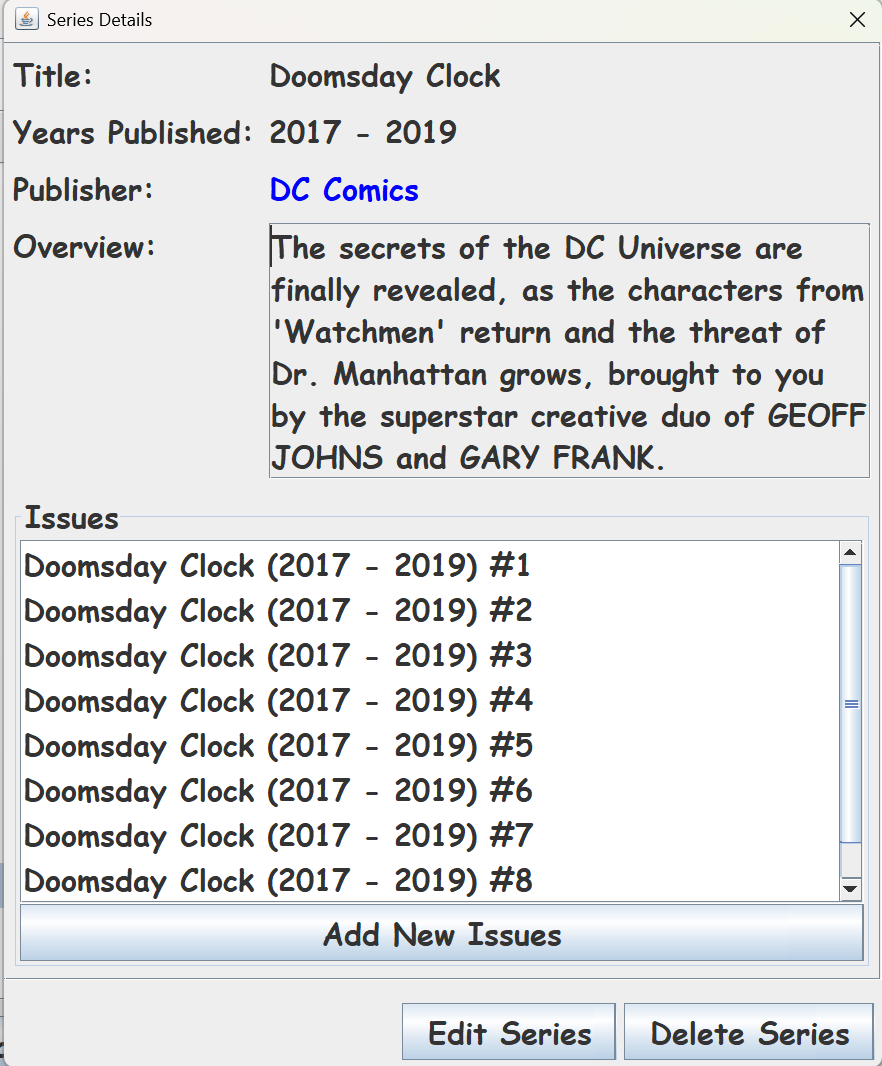 Series Details
Title: Doomsday Clock
Years Published: 2017 - 2019
Publisher: DC Comics
Overview: The secrets of the DC Universe are
finally revealed, as the characters from
'Watchmen' return and the threat of
Dr. Manhattan grows, brought to you
by the superstar creative duo of GEOFF
JOHNS and GARY FRANK.
Issues
Doomsday Clock (2017 - 2019) #1
Doomsday Clock (2017 - 2019) #2
Doomsday Clock (2017 - 2019) #3
Doomsday Clock (2017 - 2019) #4
Doomsday Clock (2017 - 2019) #5
Doomsday Clock (2017 - 2019) #6
Doomsday Clock (2017 - 2019) #7
Doomsday Clock (2017 - 2019) #8
Add New Issues
Edit Series Delete Series